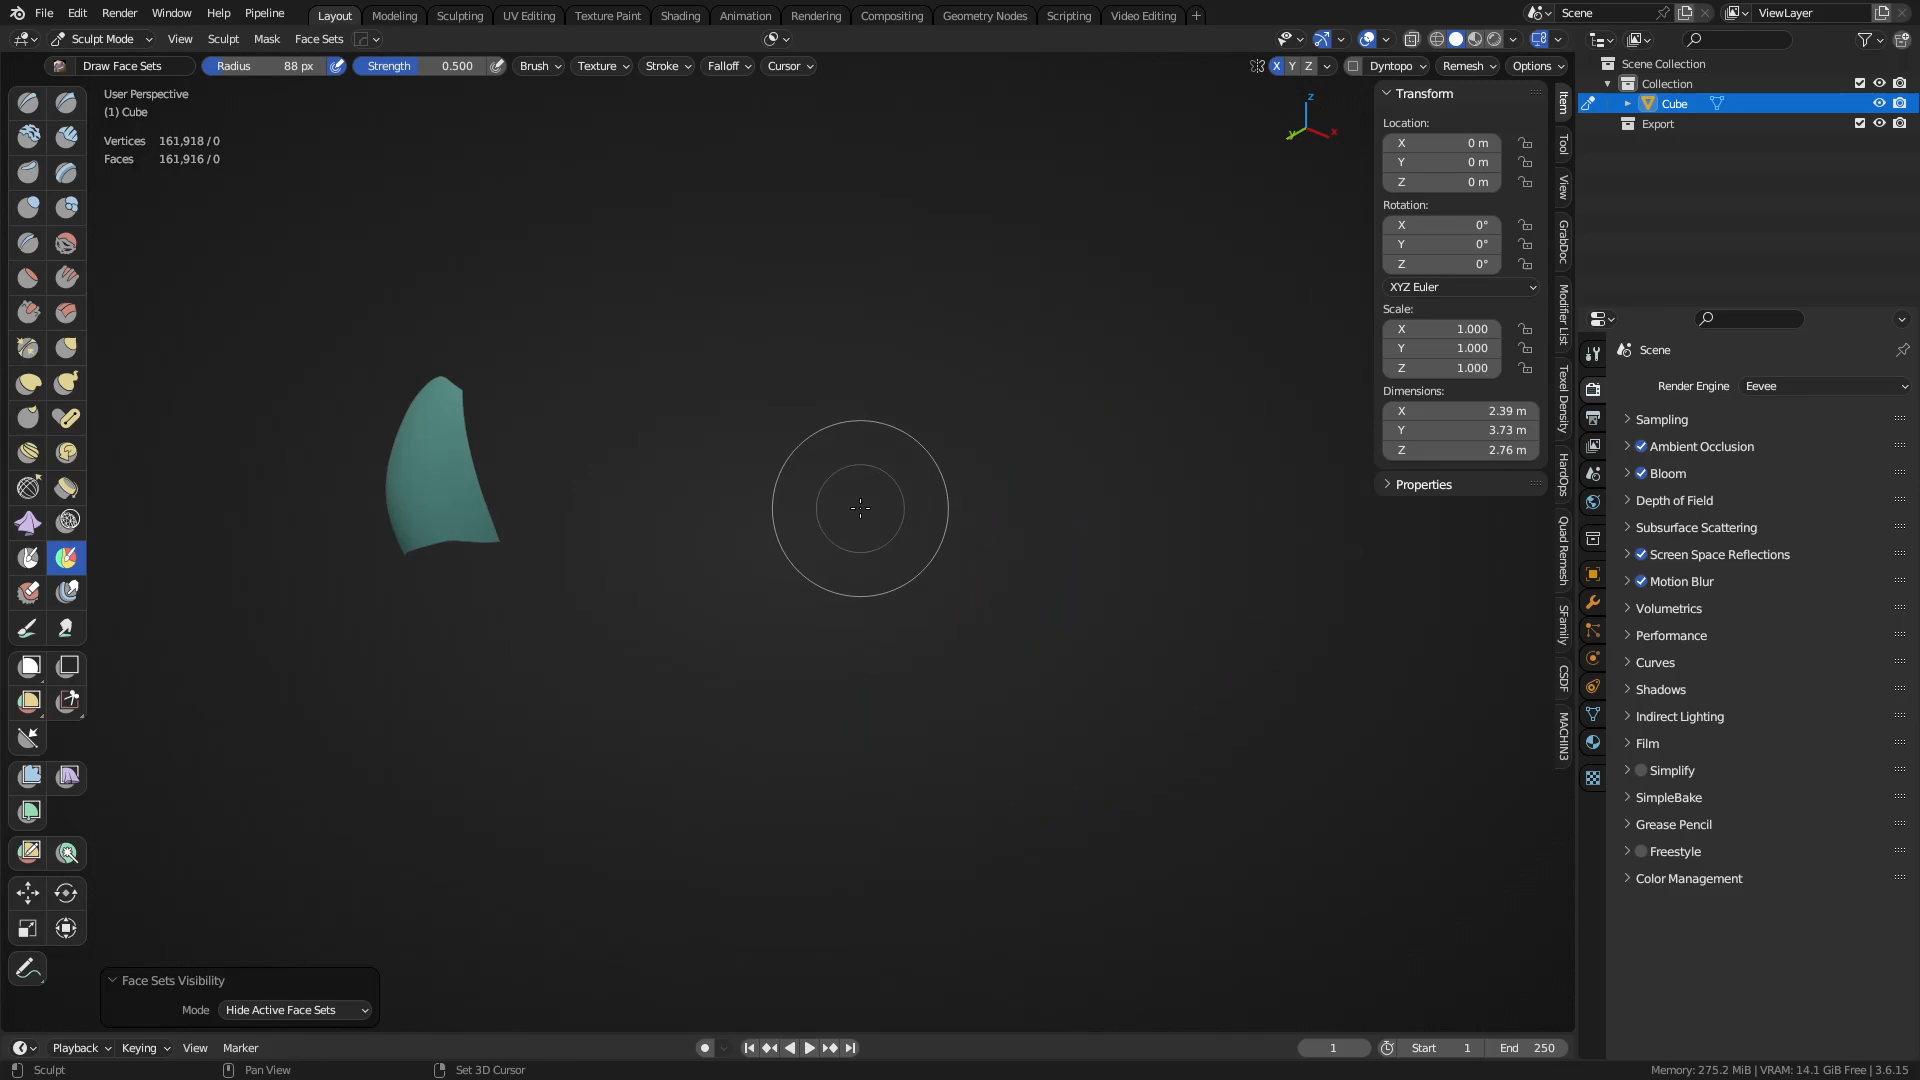 File Edit Render Window Help Pipeline Layout Modeling Sculpting UV Editing Texture Paint Shading Animation Rendering Compositing Geometry Nodes Scripting Video Editing + Scene ViewLayer
Sculpt Mode View Sculpt Mask Face Sets
Draw Face Sets Radius 88 px Strength 0.500 Brush Texture Stroke Falloff Cursor X Y Z Dyntopo Remesh Options
User Perspective
(1) Cube
Vertices 161,918 / 0
Faces 161,916 / 0
Z
X
Y
Transform
Location:
X 0 m
Y 0 m
Z 0 m
Rotation:
X 0°
Y 0°
Z 0°
XYZ Euler
Scale:
X 1.000
Y 1.000
Z 1.000
Dimensions:
X 2.39 m
Y 3.73 m
Z 2.76 m
Properties
Item
Tool
View
GrabDoc
Modifier List
Texel Density
HardOps
Quad Remesh
SFamily
CSDF
MACHIN3
Scene Collection
Collection
Cube
Export
Scene
Render Engine Eevee
Sampling
Ambient Occlusion
Bloom
Depth of Field
Subsurface Scattering
Screen Space Reflections
Motion Blur
Volumetrics
Performance
Curves
Shadows
Indirect Lighting
Film
Simplify
SimpleBake
Grease Pencil
Freestyle
Color Management
Face Sets Visibility
Mode Hide Active Face Sets
Playback Keying View Marker 1 Start 1 End 250
Sculpt Pan View Set 3D Cursor Memory: 275.2 MiB | VRAM: 14.1 GiB Free | 3.6.15